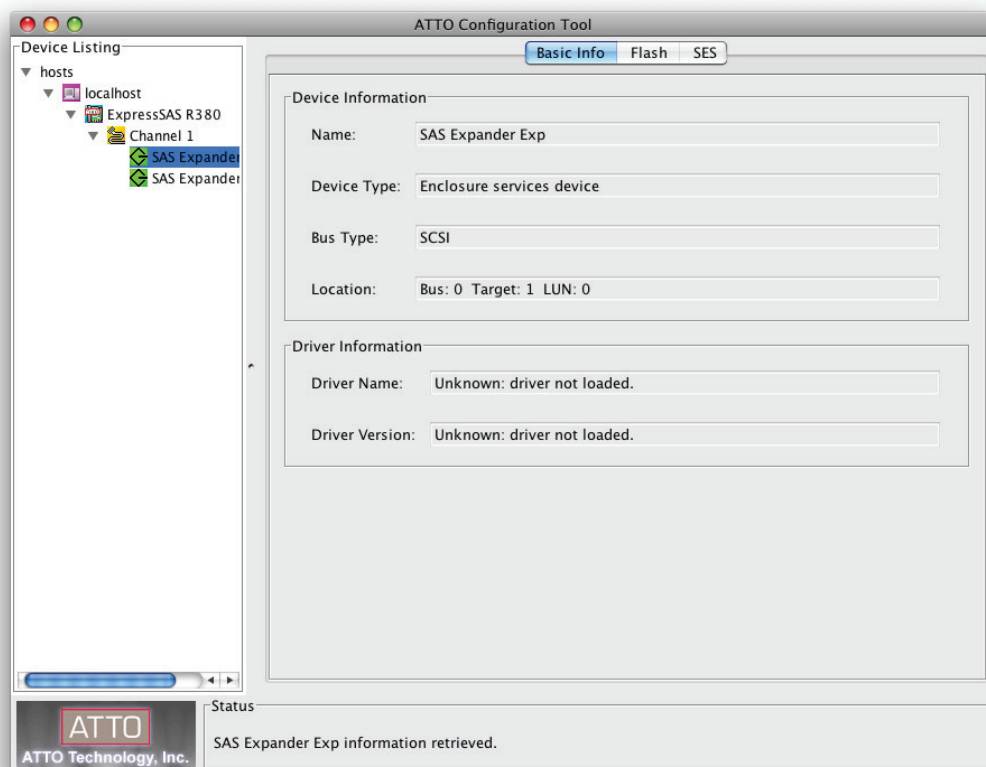 ATTO Configuration Tool
Device Listing
hosts
localhost
ExpressSAS R380
Channel 1
SAS Expander
SAS Expander
Basic Info
Flash
SES
Device Information
Name: SAS Expander Exp
Device Type: Enclosure services device
Bus Type: SCSI
Location: Bus: 0 Target: 1 LUN: 0
Driver Information
Driver Name: Unknown: driver not loaded.
Driver Version: Unknown: driver not loaded.
ATTO
ATTO Technology, Inc.
Status
SAS Expander Exp information retrieved.